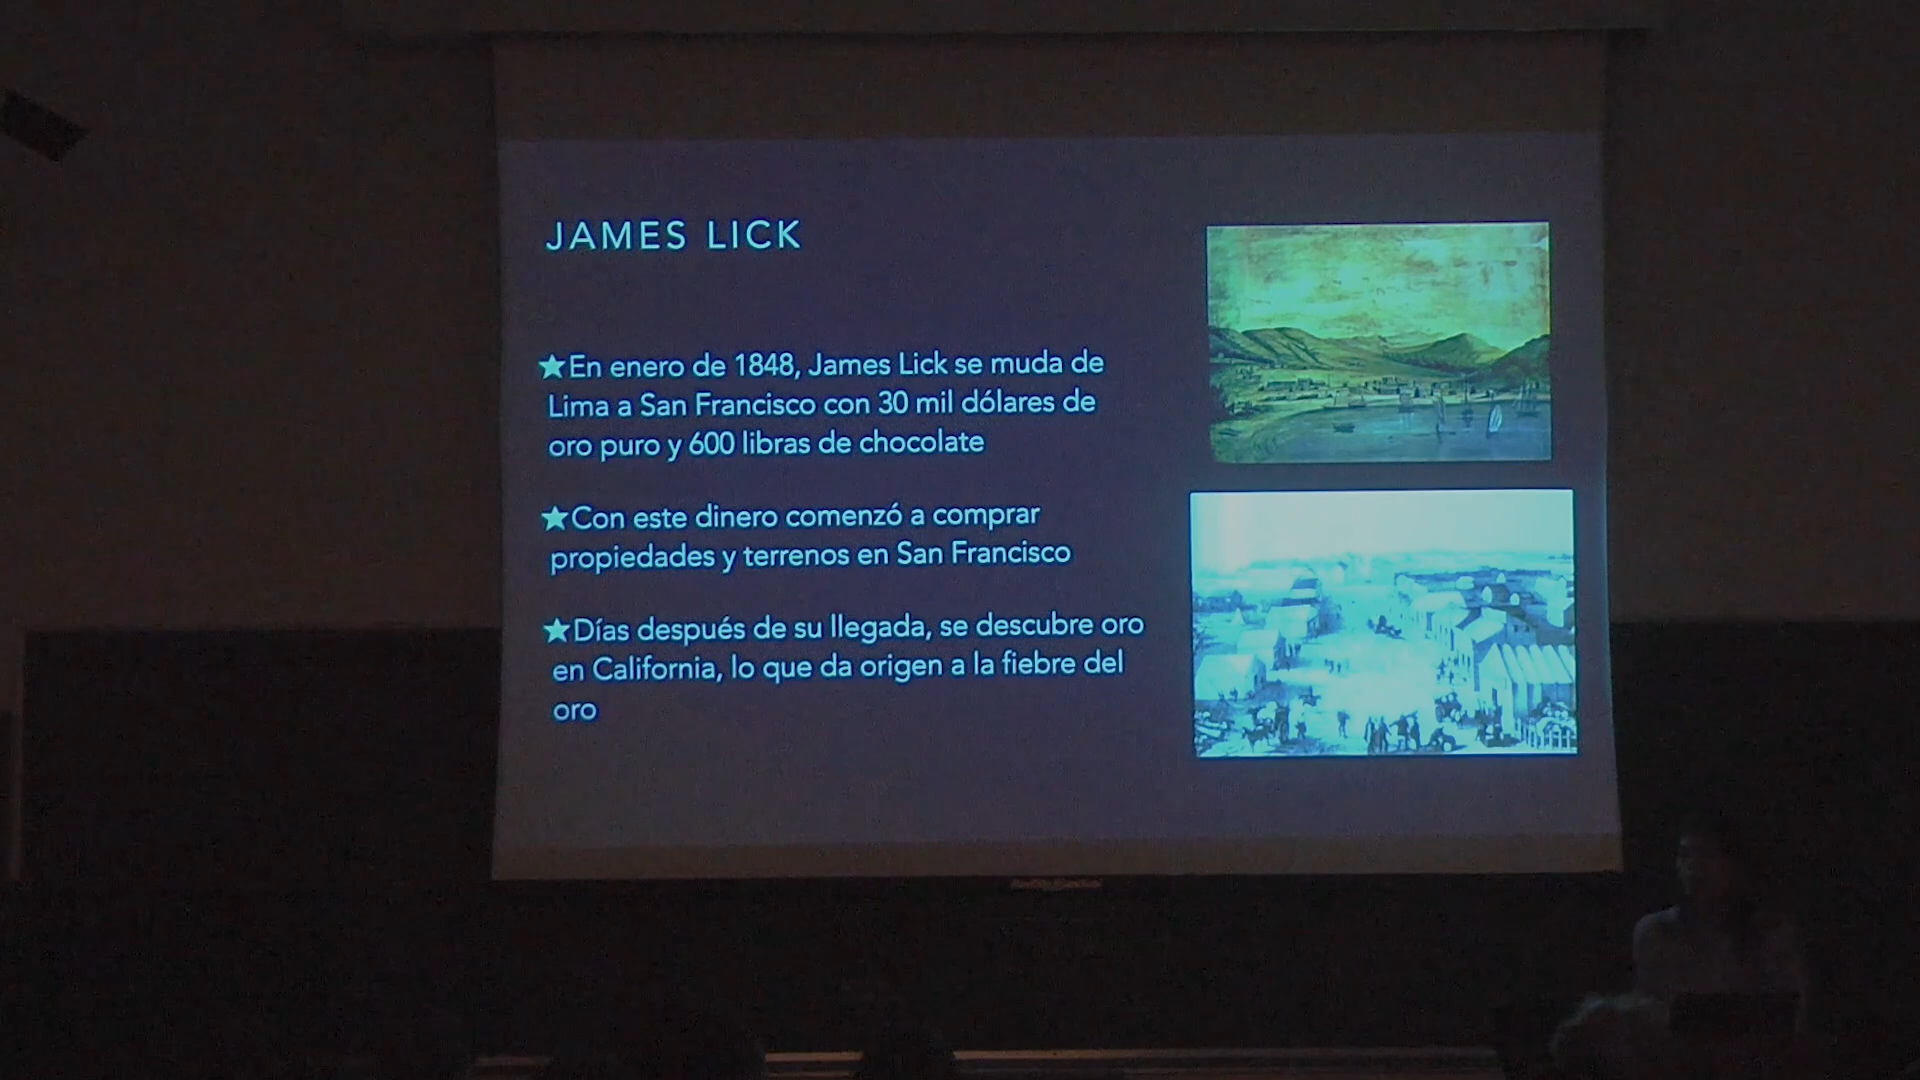 JAMES LICK
★En enero de 1848, James Lick se muda de
Lima a San Francisco con 30 mil dólares de
oro puro y 600 libras de chocolate
★Con este dinero comenzó a comprar
propiedades y terrenos en San Francisco
★Días después de su llegada, se descubre oro
en California, lo que da origen a la fiebre del
oro